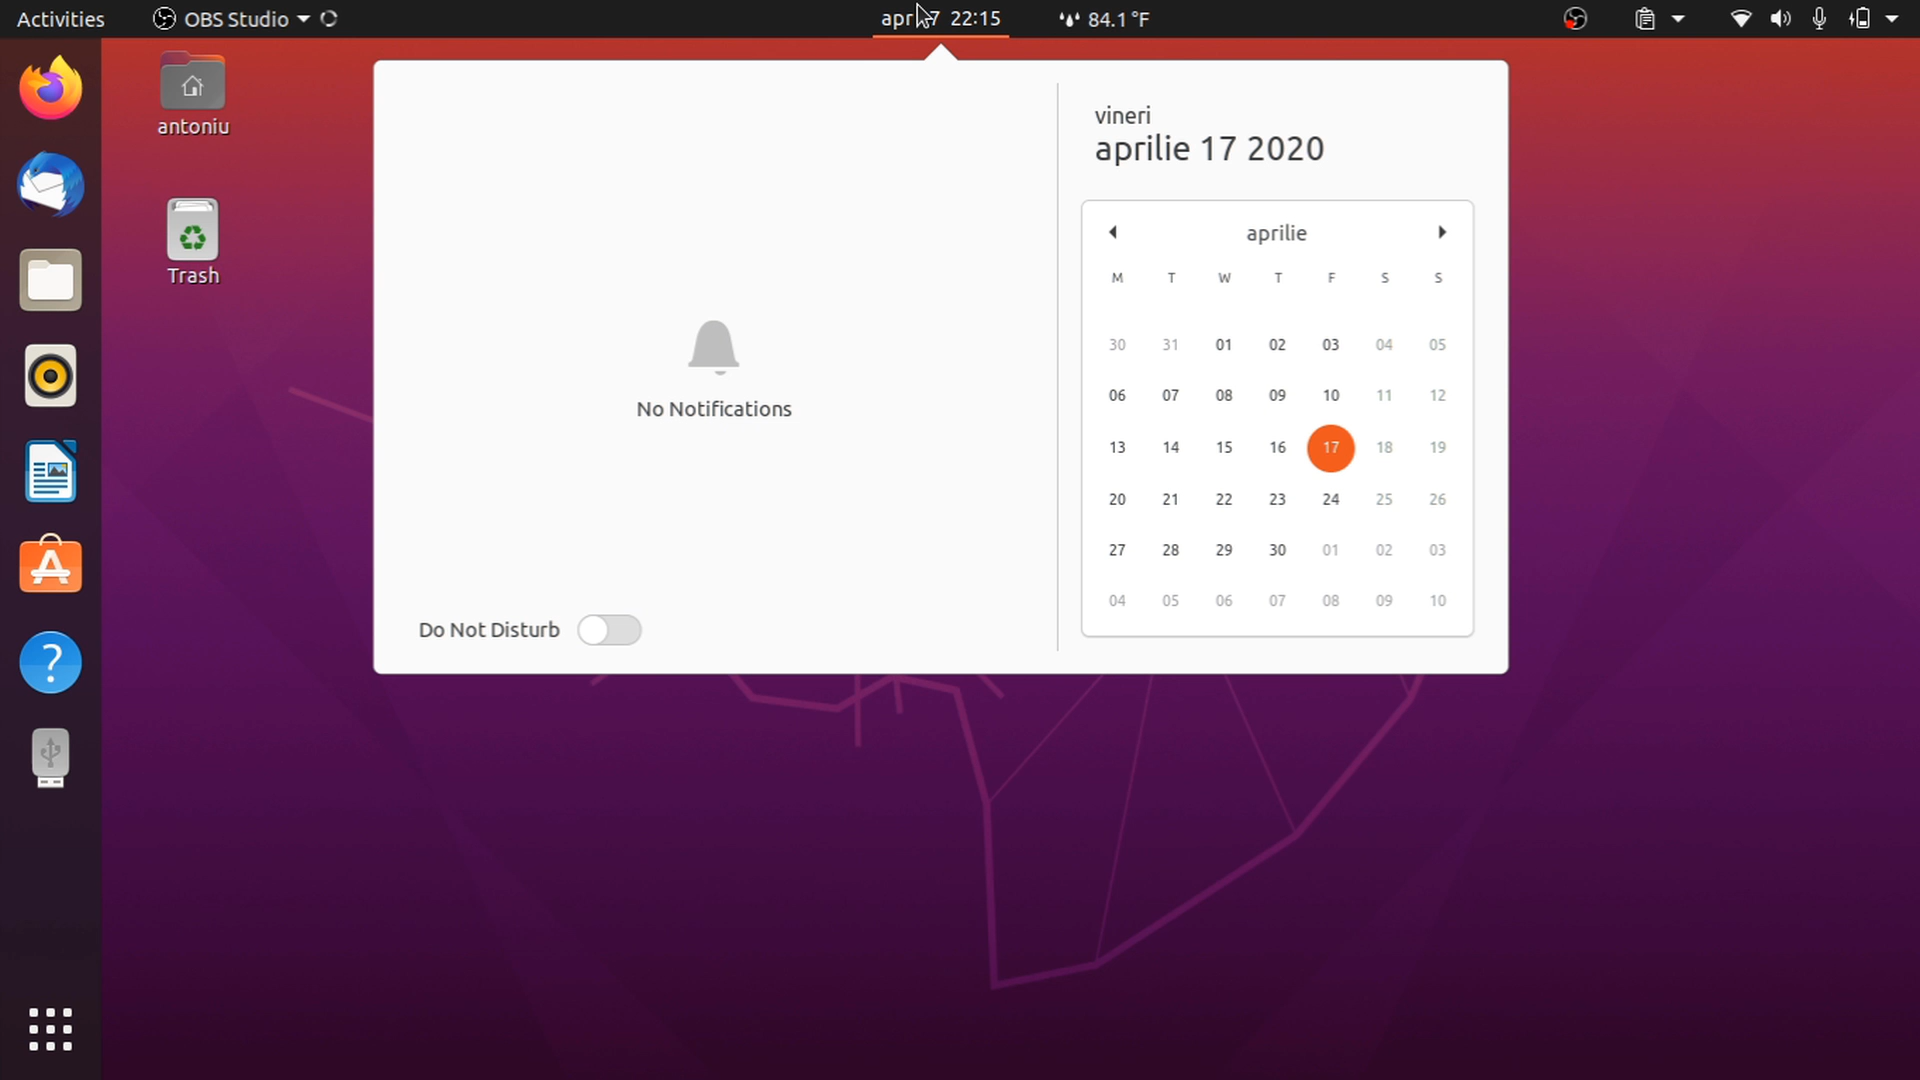 Activities
OBS Studio
apr 7 22:15
84.1 °F
antoniu
Trash
No Notifications
Do Not Disturb
vineri
aprilie 17 2020
aprilie
M T W T F S S
30 31 01 02 03 04 05
06 07 08 09 10 11 12
13 14 15 16 17 18 19
20 21 22 23 24 25 26
27 28 29 30 01 02 03
04 05 06 07 08 09 10